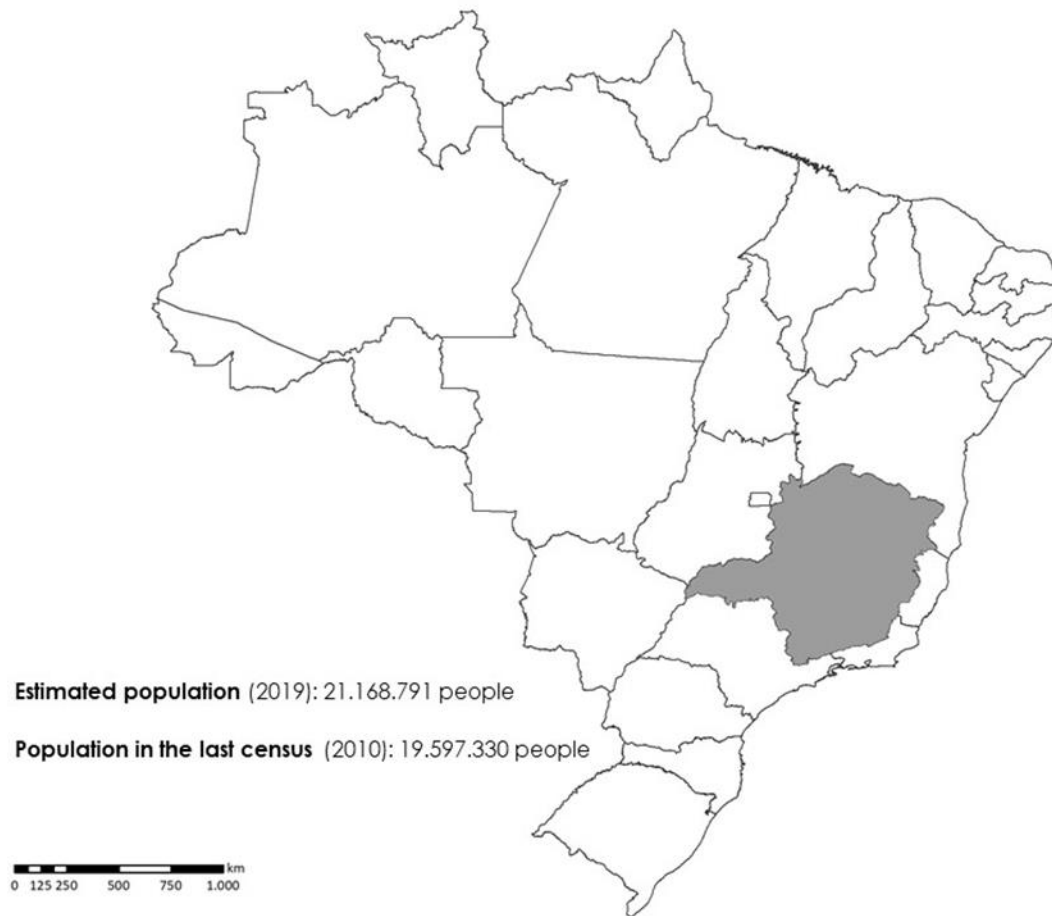 Estimated population (2019): 21.168.791 people
Population in the last census (2010): 19.597.330 people
km
0 125 250 500 750 1.000